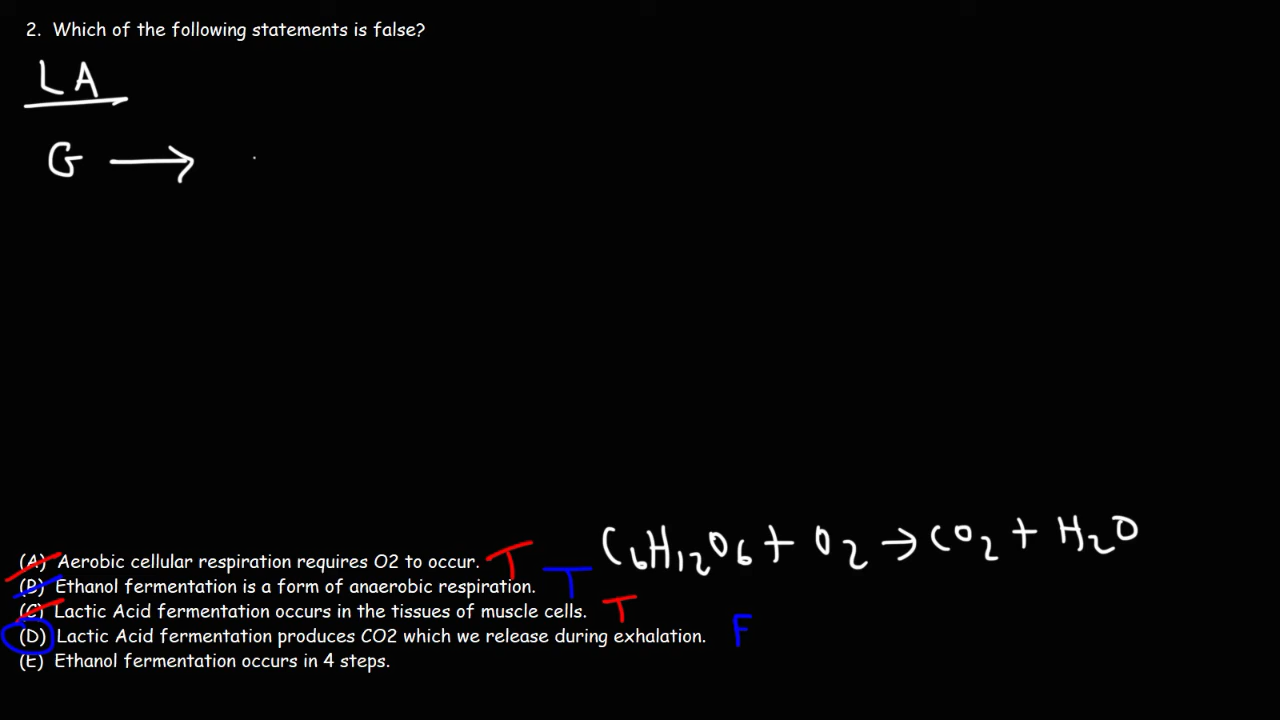 2. Which of the following statements is false?
LA
G →
C6H12O6 + O2 → CO2 + H2O
(A) Aerobic cellular respiration requires O2 to occur. T
(B) Ethanol fermentation is a form of anaerobic respiration. T
(C) Lactic Acid fermentation occurs in the tissues of muscle cells. T
(D) Lactic Acid fermentation produces CO2 which we release during exhalation. F
(E) Ethanol fermentation occurs in 4 steps.